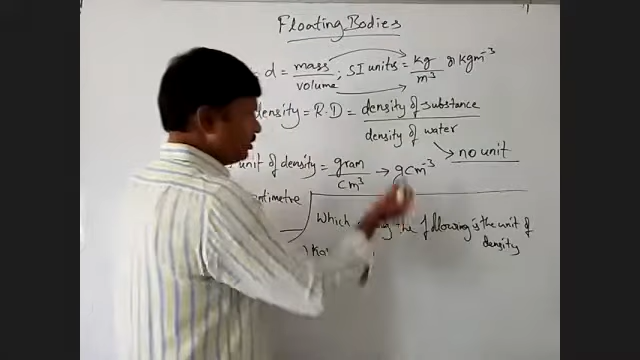 Floating Bodies
= d = mass/volume ; SI units = kg/m³ or kgm⁻³
density = R.D = density of substance/density of water
no unit
unit of density = gram/cm³ → gcm⁻³
entimetre
Which the following is the unit of
density